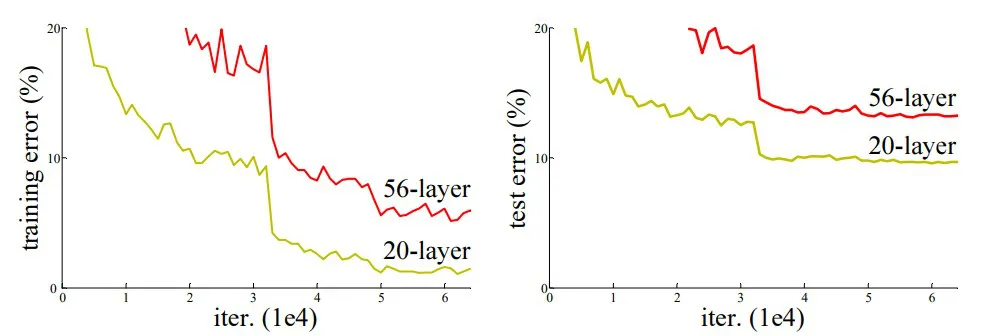 20
10
0
training error (%)
56-layer
20-layer
0 1 2 3 4 5 6
iter. (1e4)
20
10
0
test error (%)
56-layer
20-layer
0 1 2 3 4 5 6
iter. (1e4)